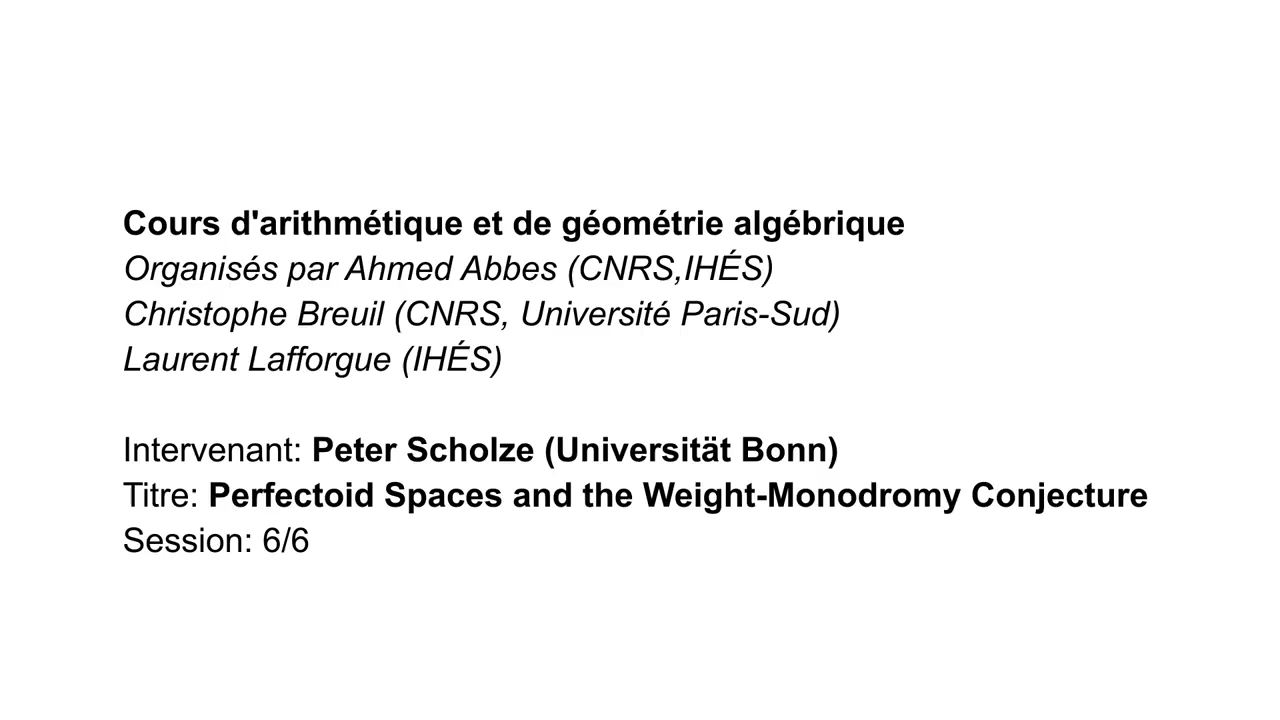 Cours d'arithmétique et de géométrie algébrique
Organisés par Ahmed Abbes (CNRS,IHÉS)
Christophe Breuil (CNRS, Université Paris-Sud)
Laurent Lafforgue (IHÉS)
Intervenant: Peter Scholze (Universität Bonn)
Titre: Perfectoid Spaces and the Weight-Monodromy Conjecture
Session: 6/6